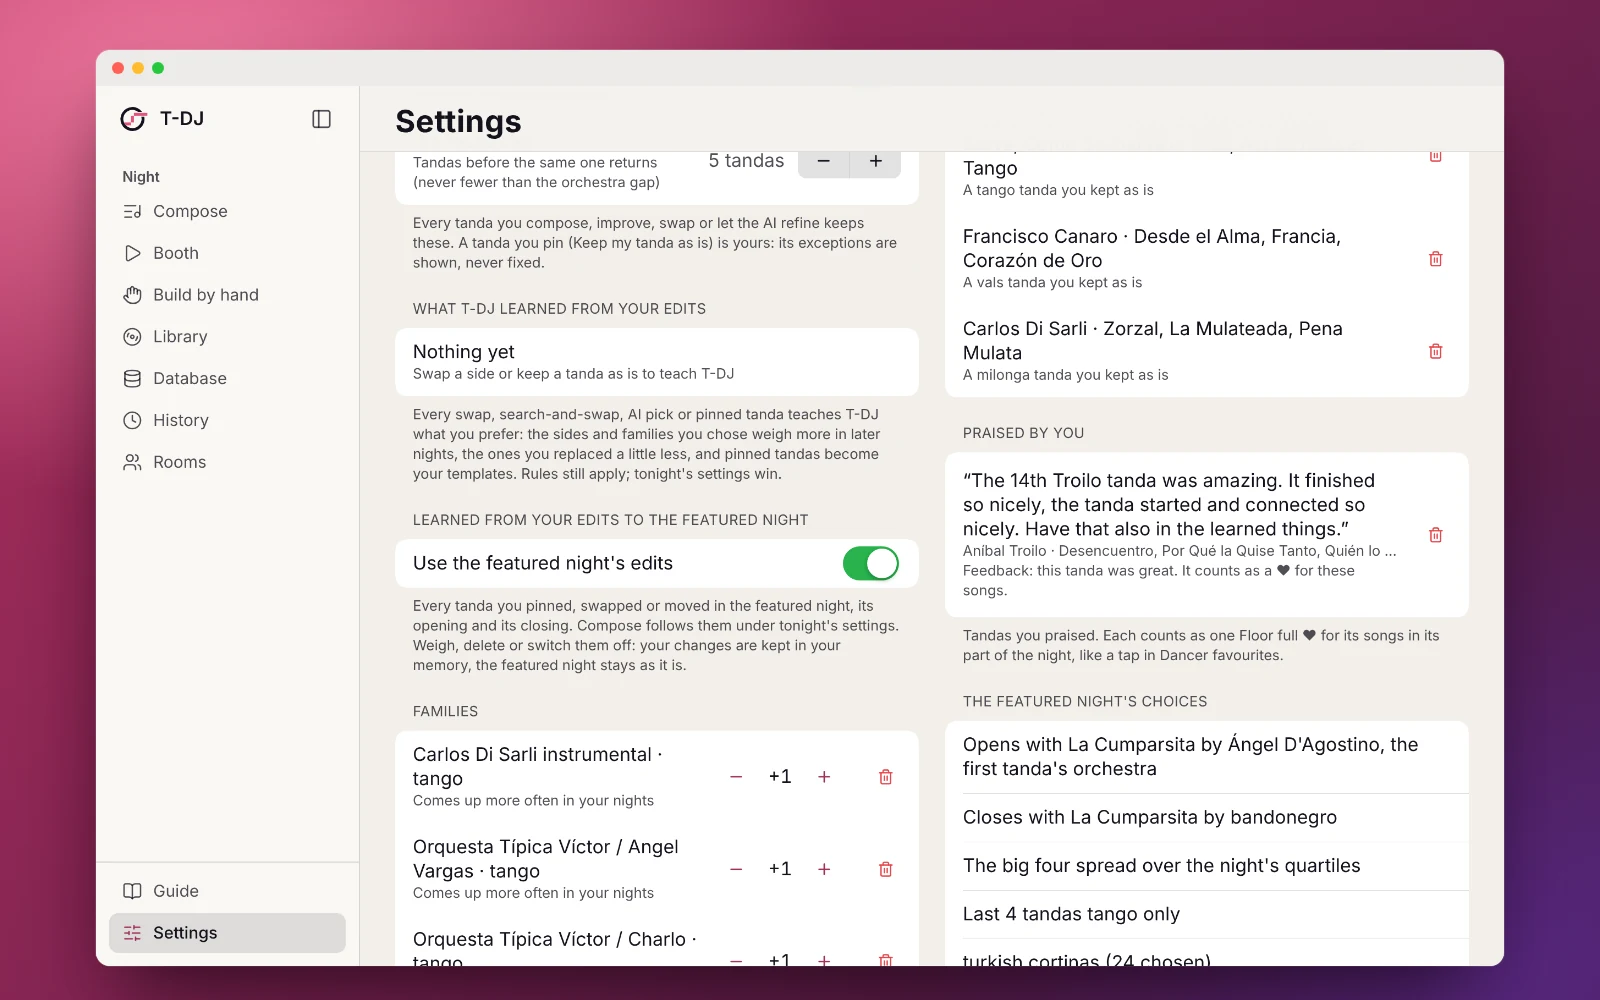 T-DJ
Night
Compose
Booth
Build by hand
Library
Database
History
Rooms
Guide
Settings
Settings
Tandas before the same one returns
(never fewer than the orchestra gap)
5 tandas
−
+
Every tanda you compose, improve, swap or let the AI refine keeps
these. A tanda you pin (Keep my tanda as is) is yours: its exceptions are
shown, never fixed.
WHAT T-DJ LEARNED FROM YOUR EDITS
Nothing yet
Swap a side or keep a tanda as is to teach T-DJ
Every swap, search-and-swap, AI pick or pinned tanda teaches T-DJ
what you prefer: the sides and families you chose weigh more in later
nights, the ones you replaced a little less, and pinned tandas become
your templates. Rules still apply; tonight's settings win.
LEARNED FROM YOUR EDITS TO THE FEATURED NIGHT
Use the featured night's edits
Every tanda you pinned, swapped or moved in the featured night, its
opening and its closing. Compose follows them under tonight's settings.
Weigh, delete or switch them off: your changes are kept in your
memory, the featured night stays as it is.
FAMILIES
Carlos Di Sarli instrumental ·
tango
Comes up more often in your nights
− +1 +
Orquesta Típica Víctor / Angel
Vargas · tango
Comes up more often in your nights
− +1 +
Orquesta Típica Víctor / Charlo ·
tango
− +1 +
Tango
A tango tanda you kept as is
Francisco Canaro · Desde el Alma, Francia,
Corazón de Oro
A vals tanda you kept as is
Carlos Di Sarli · Zorzal, La Mulateada, Pena
Mulata
A milonga tanda you kept as is
PRAISED BY YOU
“The 14th Troilo tanda was amazing. It finished
so nicely, the tanda started and connected so
nicely. Have that also in the learned things.”
Aníbal Troilo · Desencuentro, Por Qué la Quise Tanto, Quién lo ...
Feedback: this tanda was great. It counts as a ♥ for these
songs.
Tandas you praised. Each counts as one Floor full ♥ for its songs in its
part of the night, like a tap in Dancer favourites.
THE FEATURED NIGHT'S CHOICES
Opens with La Cumparsita by Ángel D'Agostino, the
first tanda's orchestra
Closes with La Cumparsita by bandonegro
The big four spread over the night's quartiles
Last 4 tandas tango only
turkish cortinas (24 chosen)